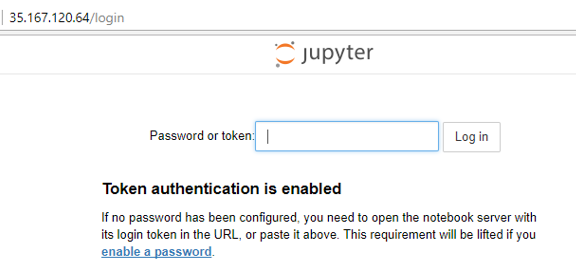 35.167.120.64/login
jupyter
Password or token:
Log in
Token authentication is enabled
If no password has been configured, you need to open the notebook server with
its login token in the URL, or paste it above. This requirement will be lifted if you
enable a password.